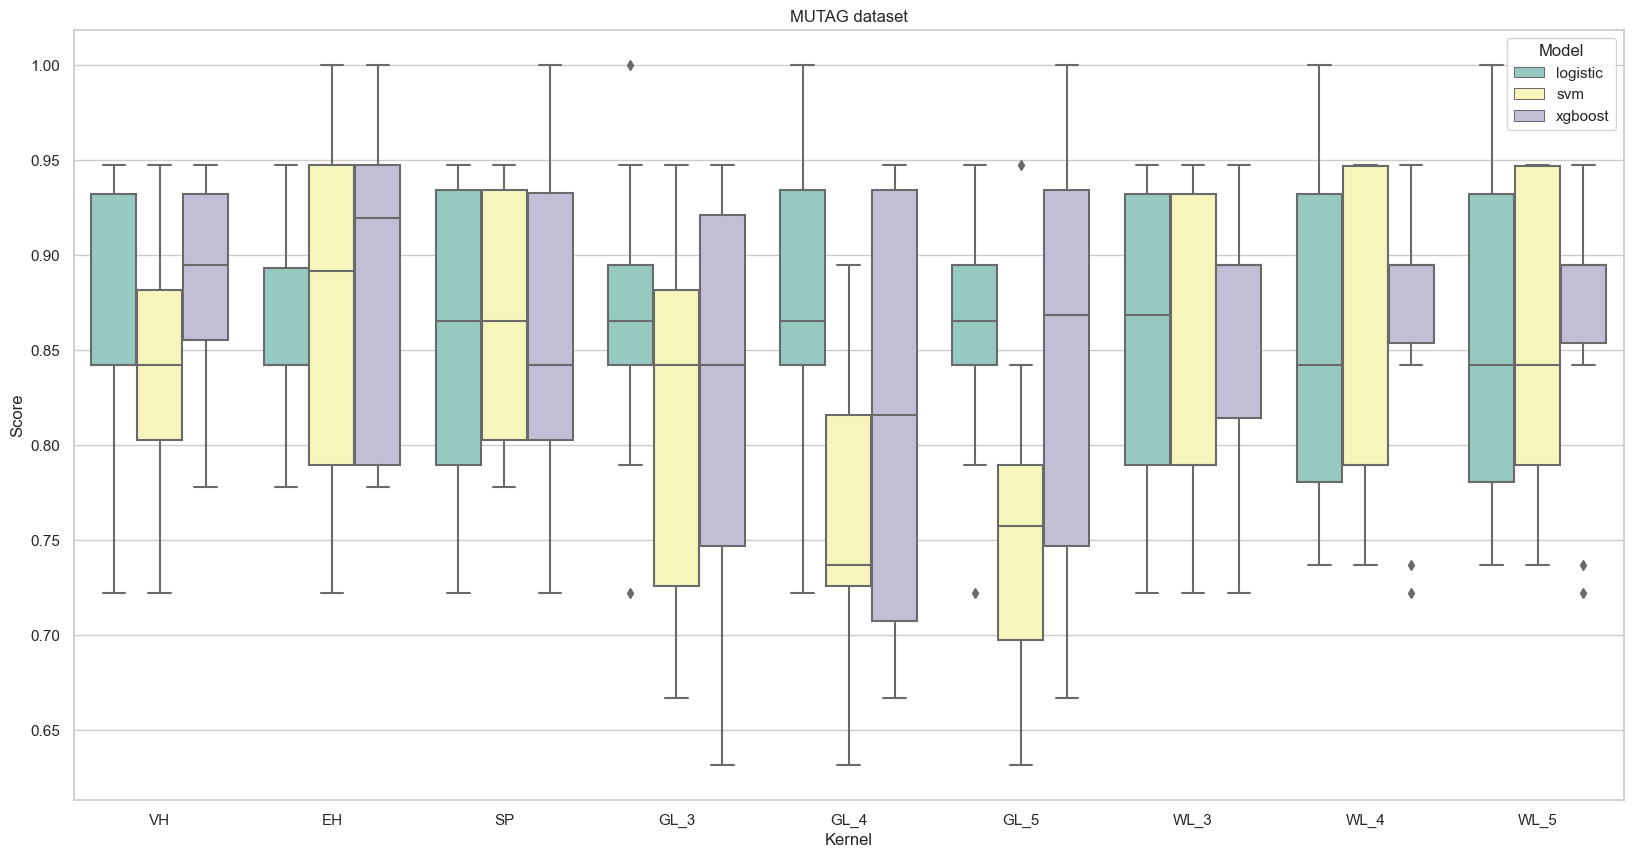 MUTAG dataset
Model
logistic
svm
xgboost
Score
1.00
0.95
0.90
0.85
0.80
0.75
0.70
0.65
VH EH SP GL_3 GL_4 GL_5 WL_3 WL_4 WL_5
Kernel